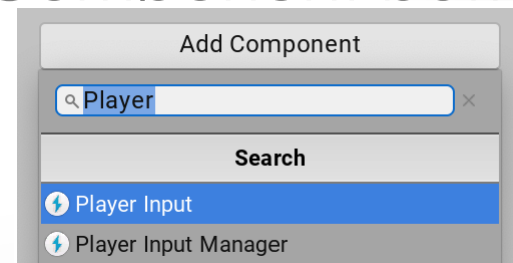 Add Component
Player
Search
Player Input
Player Input Manager